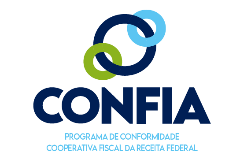 CONFIA
PROGRAMA DE CONFORMIDADE
COOPERATIVA FISCAL DA RECEITA FEDERAL